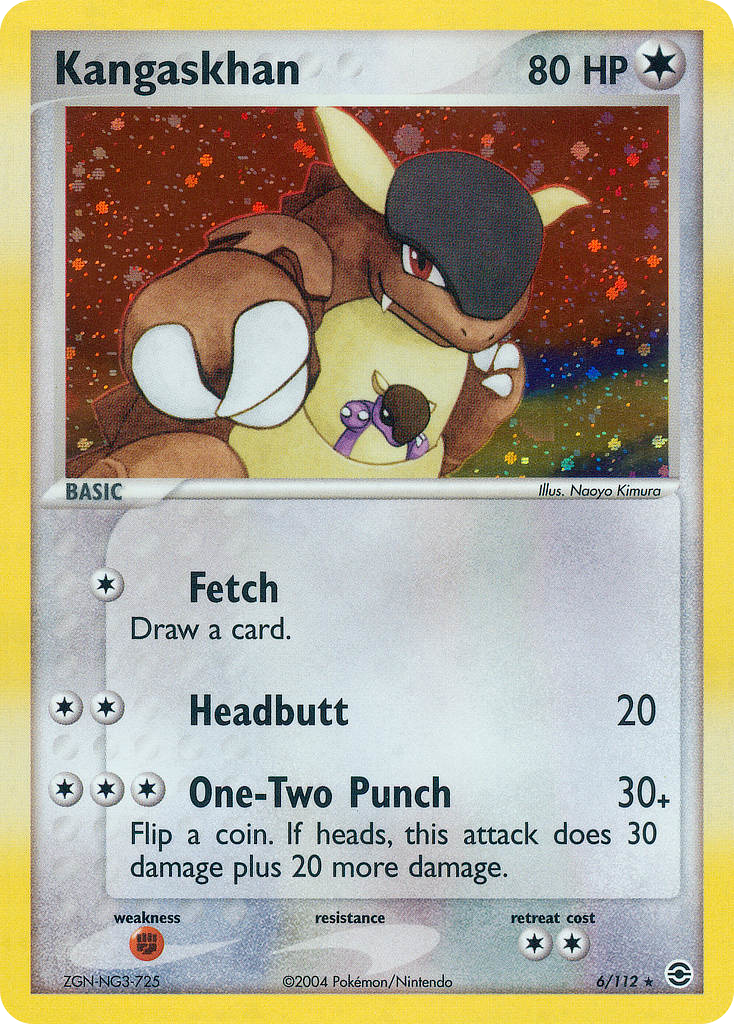 Kangaskhan 80 HP
BASIC Illus. Naoyo Kimura
Fetch
Draw a card.
Headbutt 20
One-Two Punch 30+
Flip a coin. If heads, this attack does 30
damage plus 20 more damage.
weakness resistance retreat cost
ZGN-NG3-725 ©2004 Pokémon/Nintendo 6/112 ★